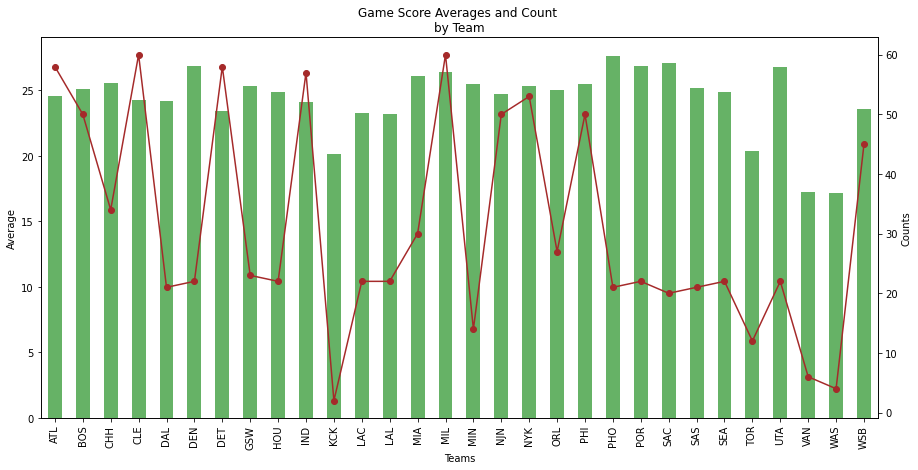 Game Score Averages and Count
by Team
Average
25
20
15
10
5
0
60
50
40
30
20
10
0
Counts
ATL BOS CHH CLE DAL DEN DET GSW HOU IND KCK LAC LAL MIA MIL MIN NJN NYK ORL PHI PHO POR SAC SAS SEA TOR UTA VAN WAS WSB
Teams